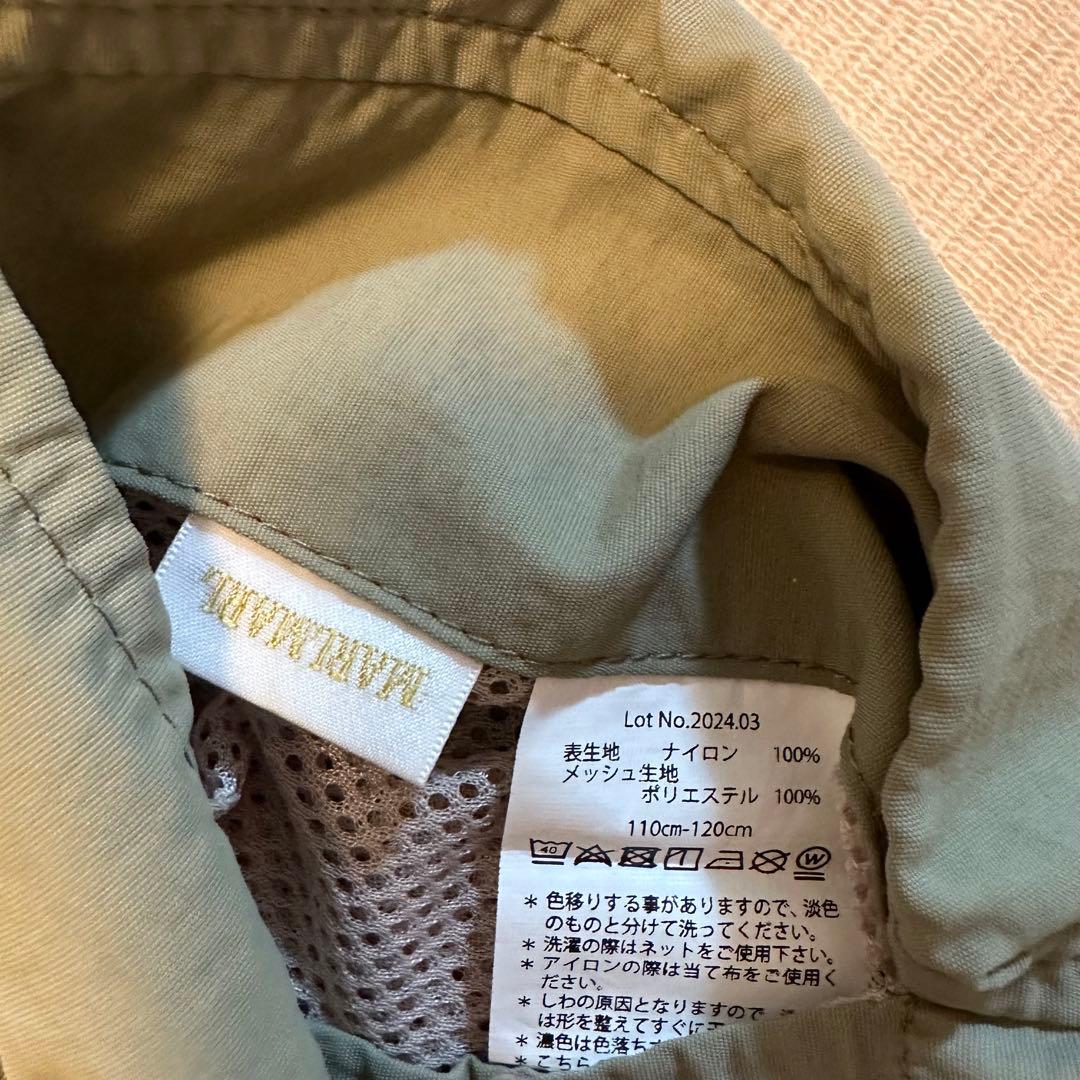 MARLMARL
Lot No.2024.03
表生地 ナイロン 100%
メッシュ生地
ポリエステル 100%
110cm-120cm
40
W
* 色移りする事がありますので、淡色
のものと分けて洗ってください。
* 洗濯の際はネットをご使用下さい。
* アイロンの際は当て布をご使用く
ださい。
* しわの原因となりますので、
は形を整えてすぐに
* 濃色は色落ち
* こちら